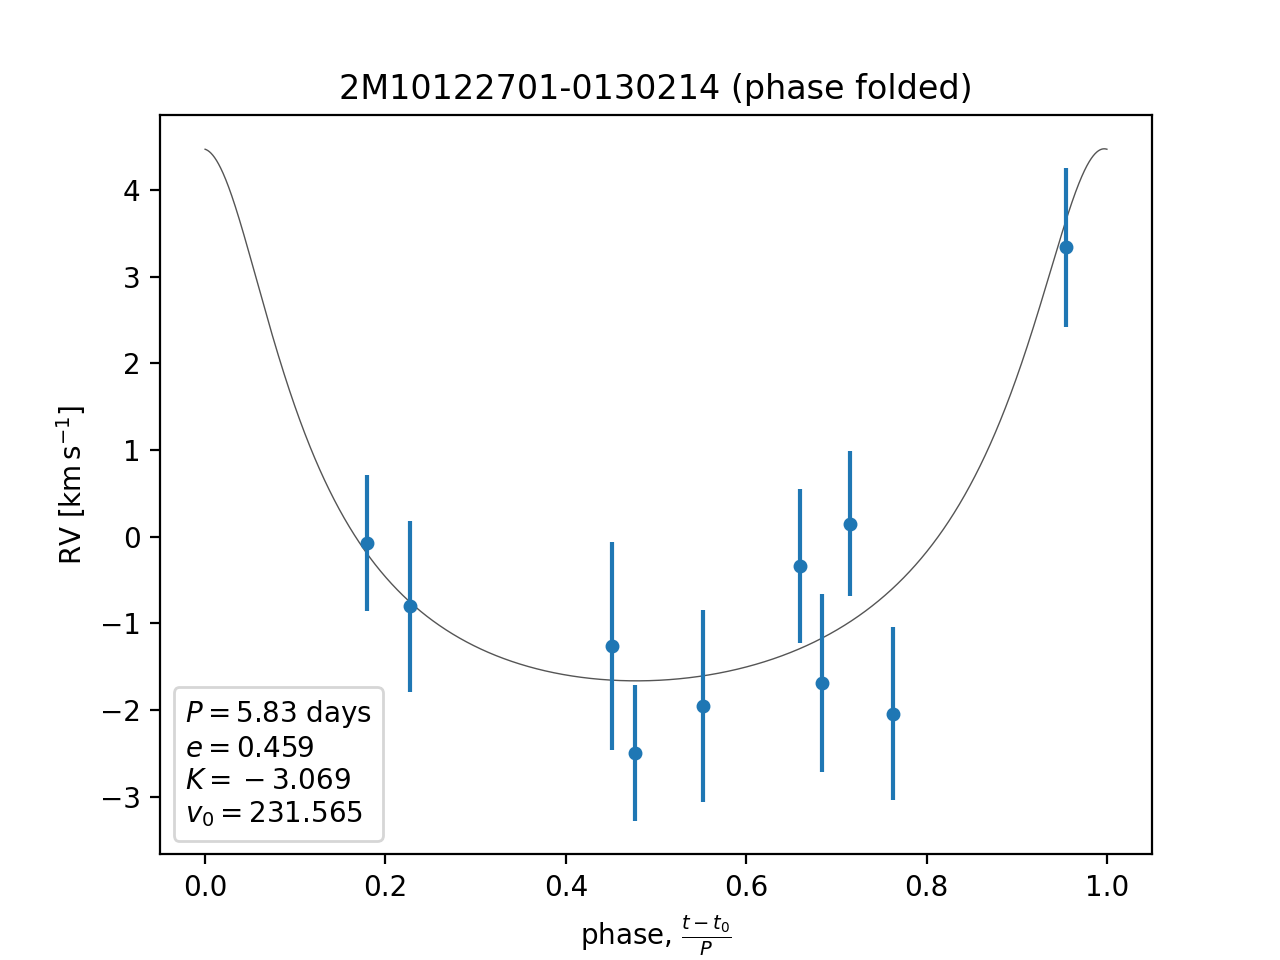 2M10122701-0130214 (phase folded)
4
3
2
1
0
−1
−2
−3
RV [km s⁻¹]
P = 5.83 days
e = 0.459
K = −3.069
v₀ = 231.565
0.0 0.2 0.4 0.6 0.8 1.0
phase, (t − t₀)/P